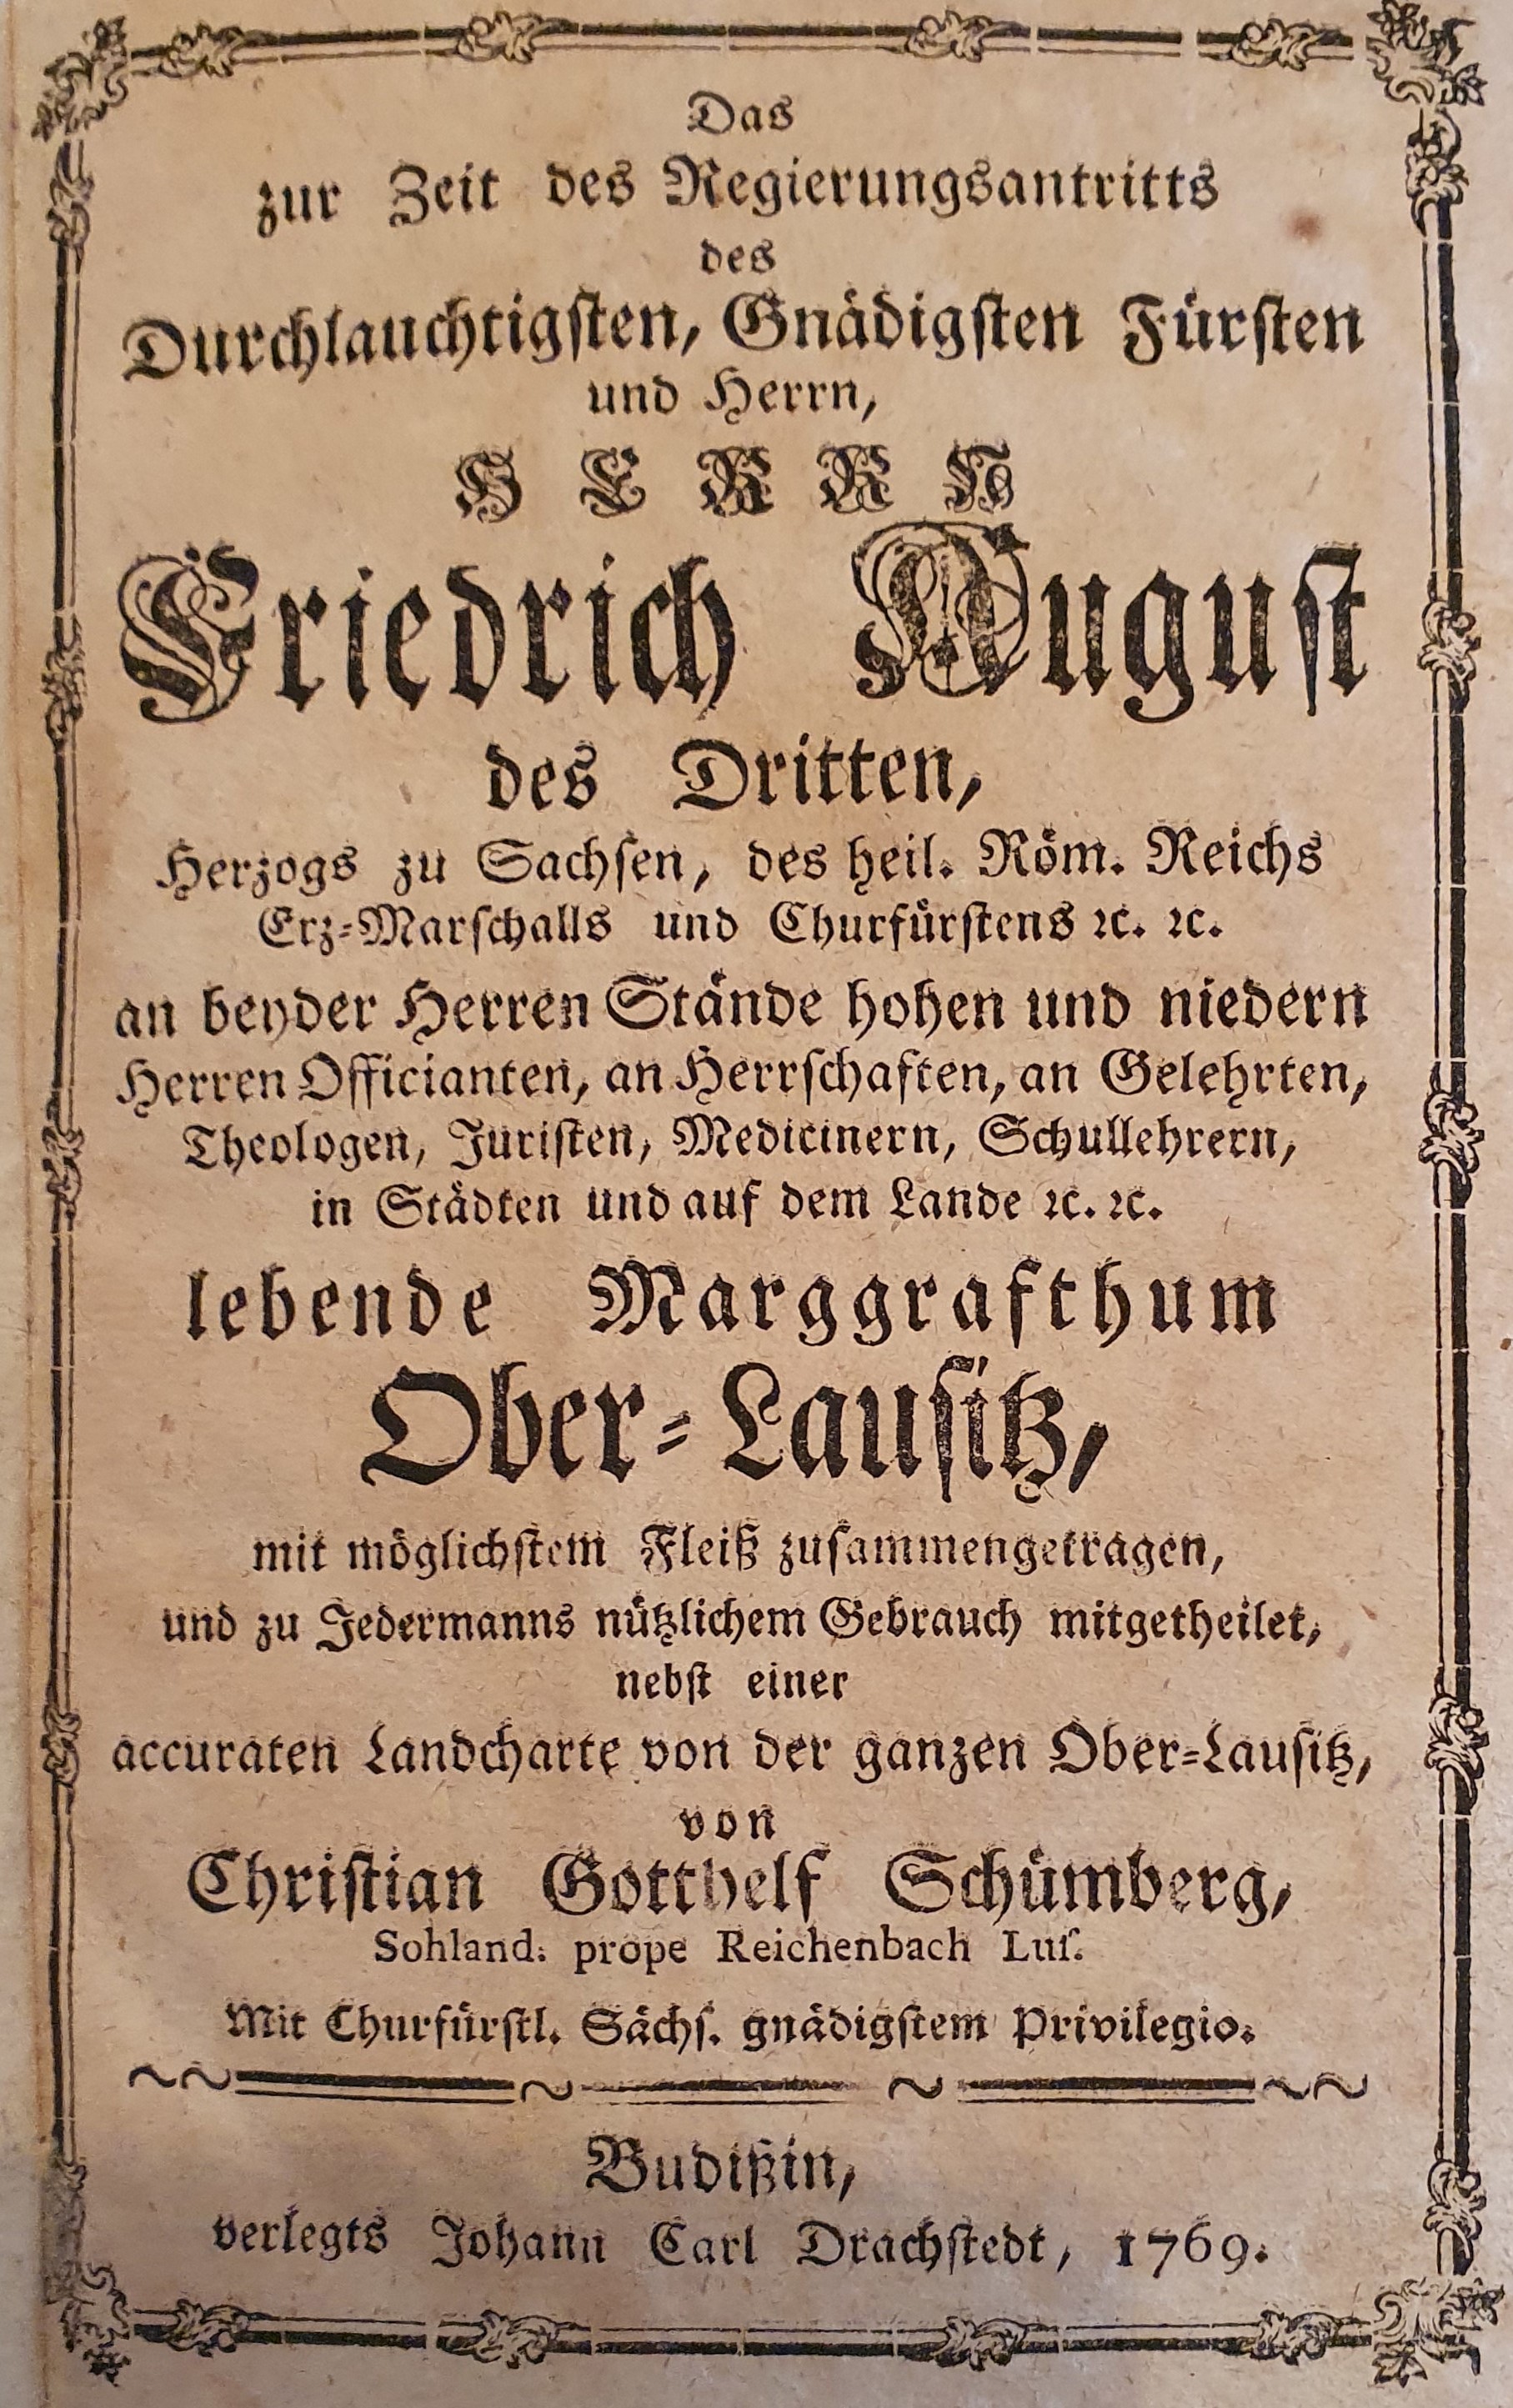 Das
zur Zeit des Regierungsantritts
des
Durchlauchtigſten, Gnädigſten Fürſten
und Herrn,
HERRN
Friedrich Auguſt
des Dritten,
Herzogs zu Sachſen, des heil. Röm. Reichs
Erz-Marſchalls und Churfürſtens ꝛc. ꝛc.
an beyder Herren Stände hohen und niedern
Herren Officianten, an Herrſchaften, an Gelehrten,
Theologen, Juriſten, Medicinern, Schullehrern,
in Städten und auf dem Lande ꝛc. ꝛc.
lebende Marggrafthum
Ober-Lauſitz,
mit möglichſtem Fleiß zuſammengetragen,
und zu Jedermanns nützlichem Gebrauch mitgetheilet,
nebſt einer
accuraten Landcharte von der ganzen Ober-Lauſitz,
von
Chriſtian Gotthelf Schümberg,
Sohland. prope Reichenbach Luſ.
Mit Churfürſtl. Sächſ. gnädigſtem Privilegio.
Budißin,
verlegts Johann Carl Drachſtedt, 1769.